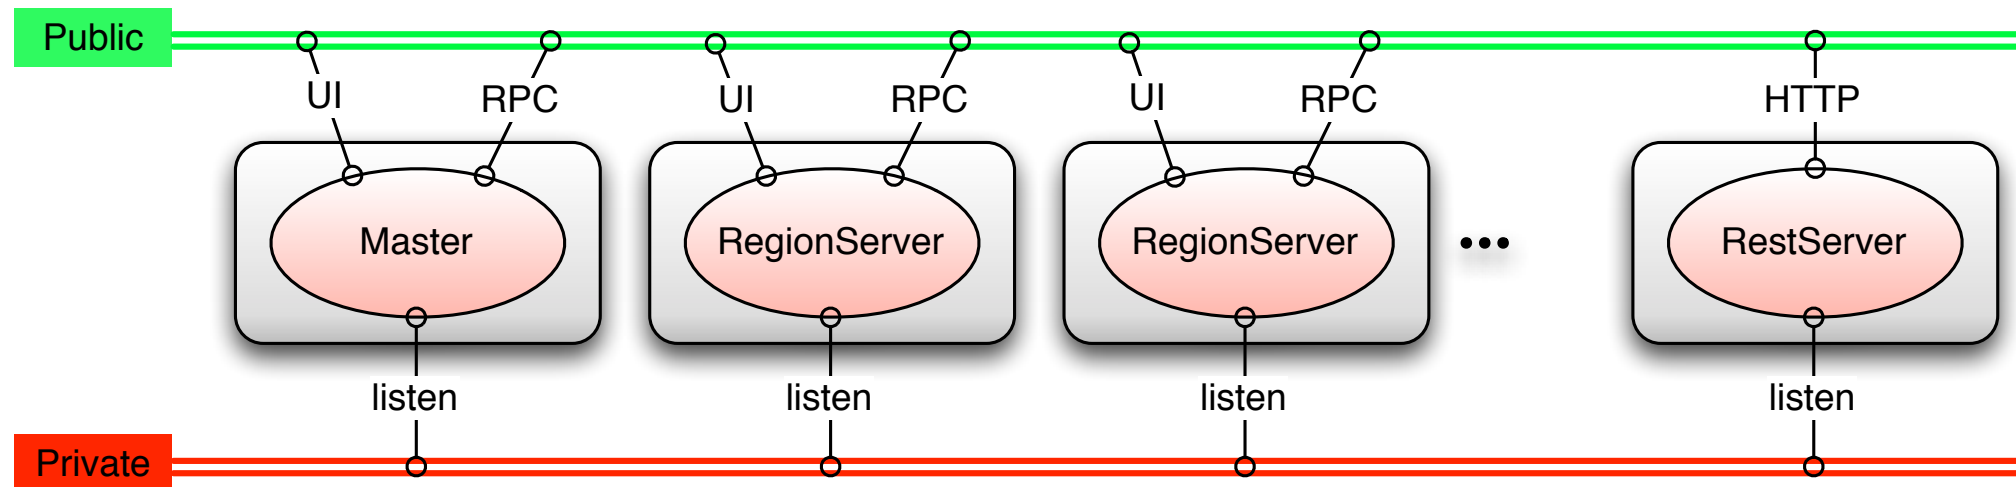 Public
UI RPC UI RPC UI RPC HTTP
Master RegionServer RegionServer ... RestServer
listen listen listen listen
Private